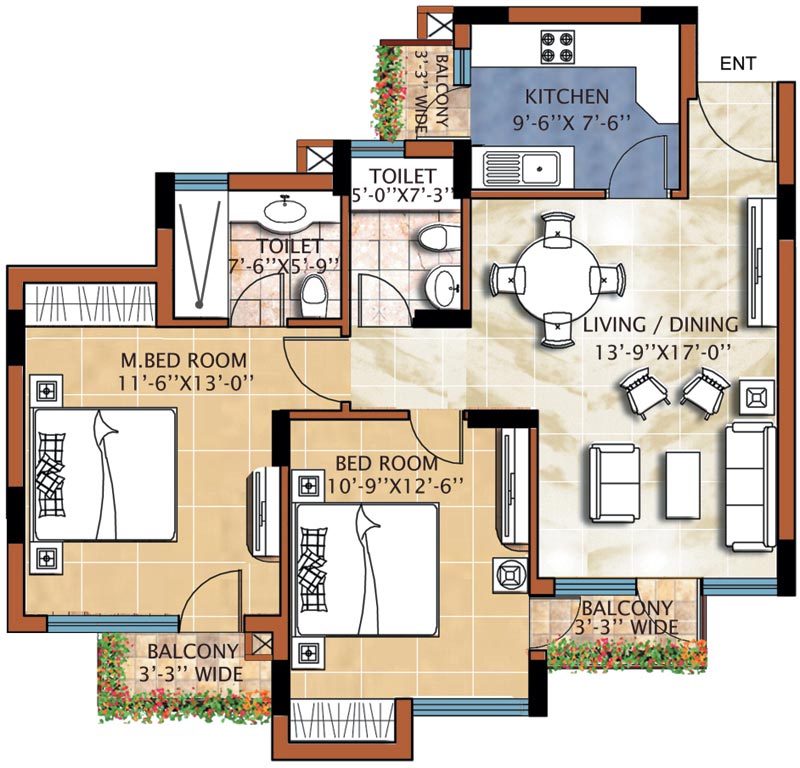 ENT
BALCONY
3'-3'' WIDE
KITCHEN
9'-6''X 7'-6''
TOILET
5'-0''X7'-3''
TOILET
7'-6''X5'-9''
LIVING / DINING
13'-9''X17'-0''
M.BED ROOM
11'-6''X13'-0''
BED ROOM
10'-9''X12'-6''
BALCONY
3'-3'' WIDE
BALCONY
3'-3'' WIDE